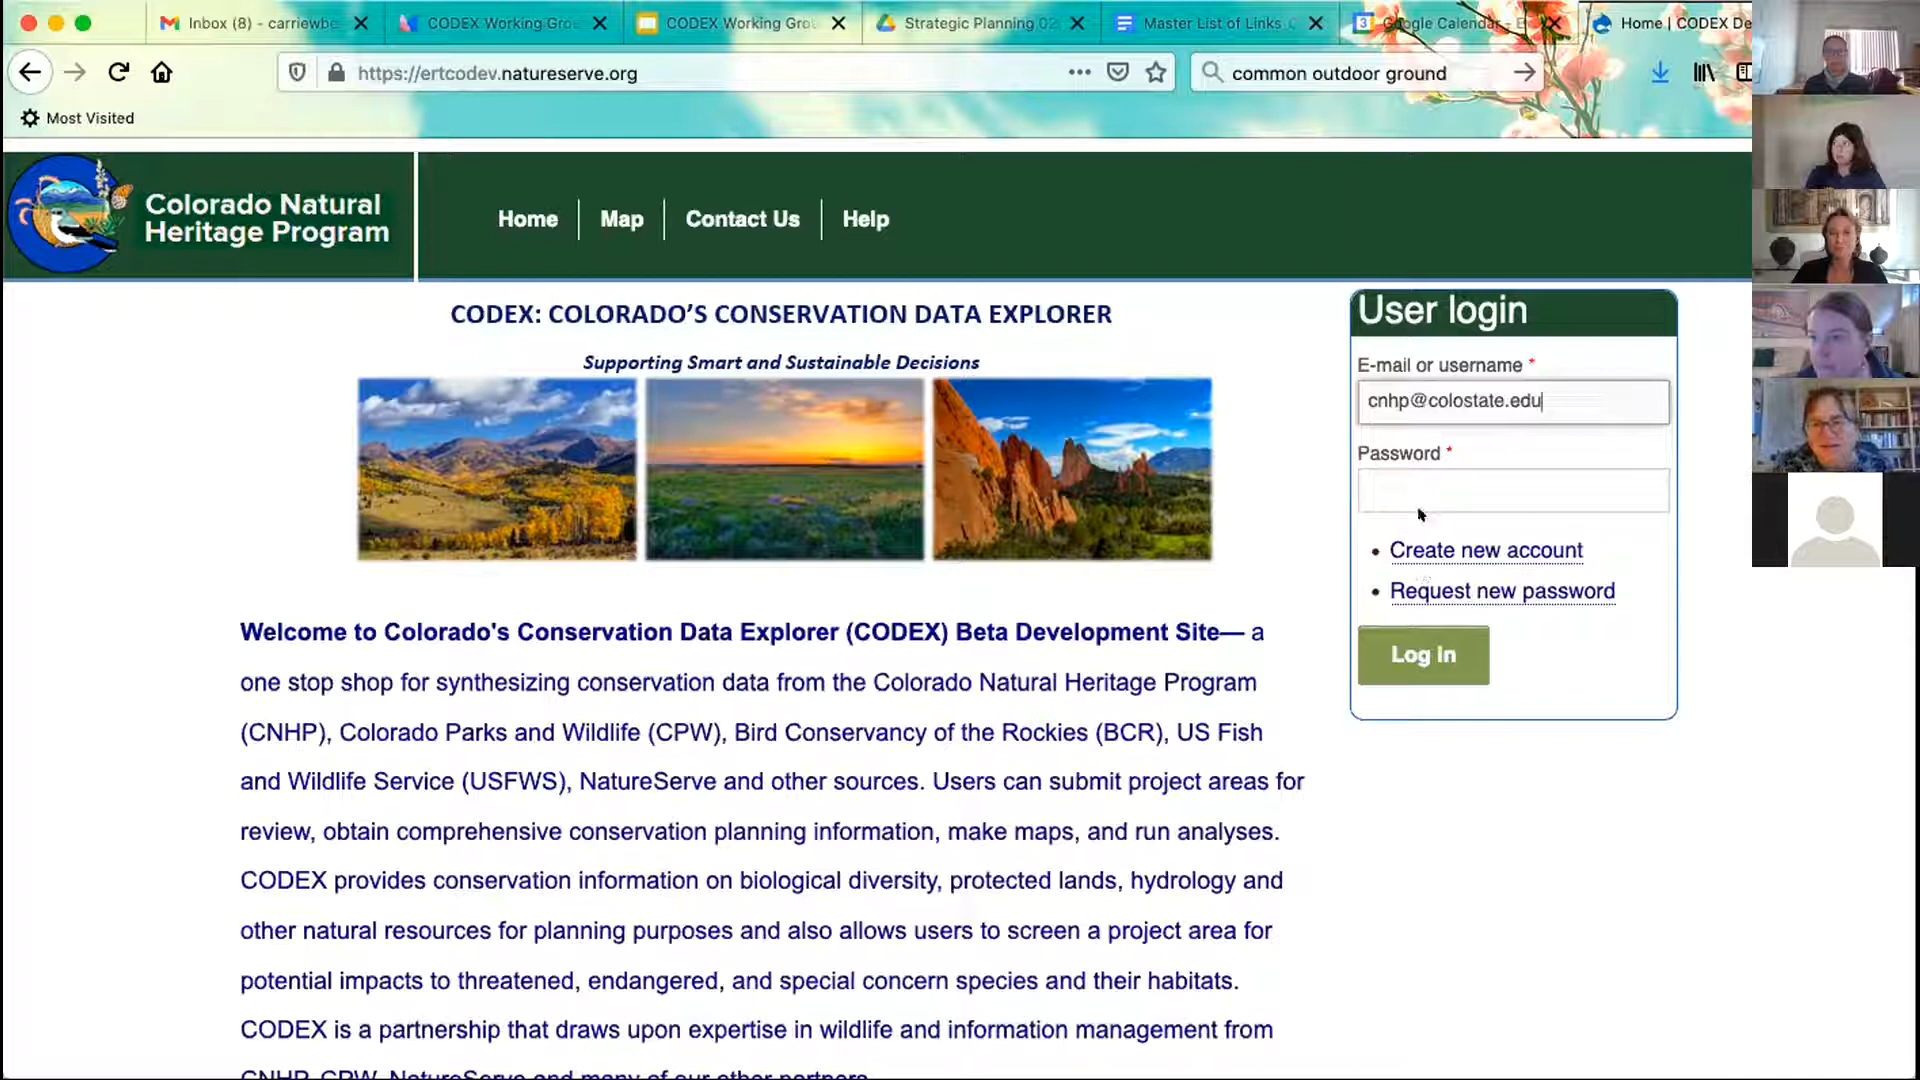 Inbox (8) - carriewbe
CODEX Working Gro
CODEX Working Gro
Strategic Planning 02
Master List of Links
Google Calendar - 
Home | CODEX De
https://ertcodev.natureserve.org
common outdoor ground
Most Visited
Colorado Natural
Heritage Program
Home
Map
Contact Us
Help
CODEX: COLORADO'S CONSERVATION DATA EXPLORER
Supporting Smart and Sustainable Decisions
User login
E-mail or username *
cnhp@colostate.edu
Password *
Create new account
Request new password
Log In
Welcome to Colorado's Conservation Data Explorer (CODEX) Beta Development Site— a
one stop shop for synthesizing conservation data from the Colorado Natural Heritage Program
(CNHP), Colorado Parks and Wildlife (CPW), Bird Conservancy of the Rockies (BCR), US Fish
and Wildlife Service (USFWS), NatureServe and other sources. Users can submit project areas for
review, obtain comprehensive conservation planning information, make maps, and run analyses.
CODEX provides conservation information on biological diversity, protected lands, hydrology and
other natural resources for planning purposes and also allows users to screen a project area for
potential impacts to threatened, endangered, and special concern species and their habitats.
CODEX is a partnership that draws upon expertise in wildlife and information management from
CNHP, CPW, NatureServe and many of our other partners.